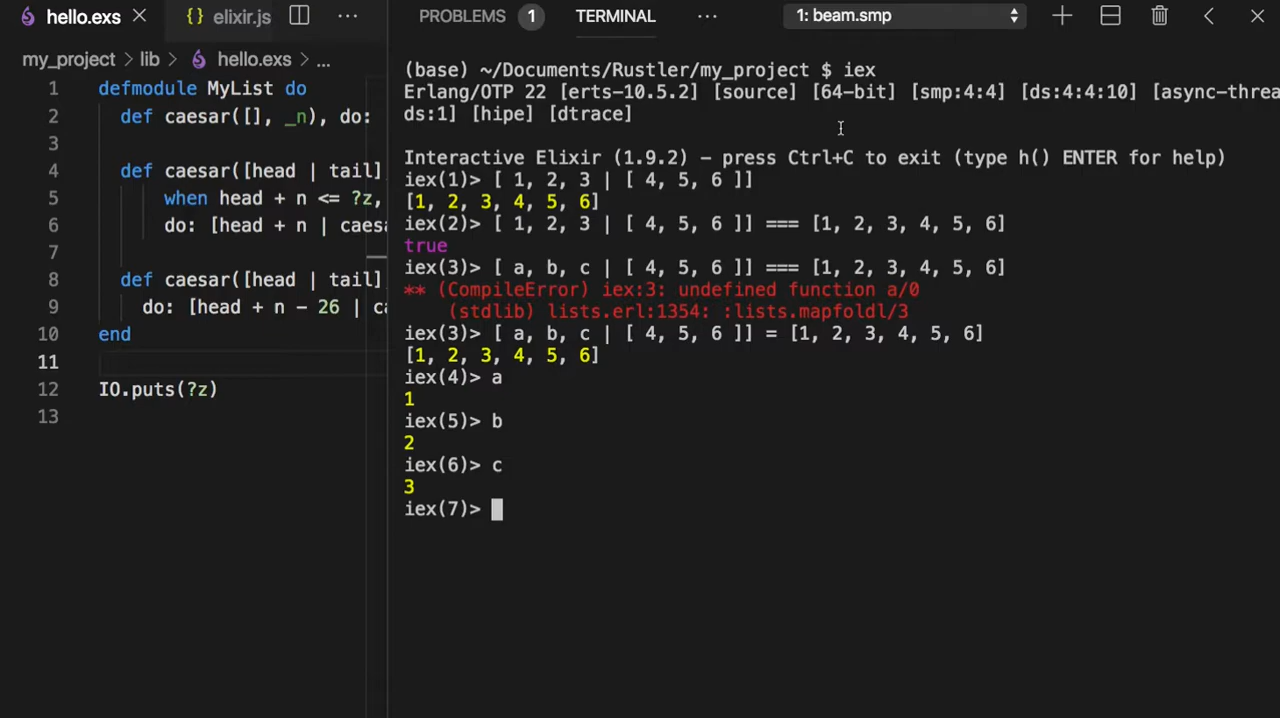 hello.exs
elixir.js
...
my_project > lib > hello.exs > ...
1 defmodule MyList do
2 def caesar([], _n), do:
3
4 def caesar([head | tail]
5 when head + n <= ?z,
6 do: [head + n | caes
7
8 def caesar([head | tail]
9 do: [head + n - 26 | ca
10 end
11
12 IO.puts(?z)
13
PROBLEMS 1 TERMINAL ... 1: beam.smp
(base) ~/Documents/Rustler/my_project $ iex
Erlang/OTP 22 [erts-10.5.2] [source] [64-bit] [smp:4:4] [ds:4:4:10] [async-threa
ds:1] [hipe] [dtrace]
Interactive Elixir (1.9.2) - press Ctrl+C to exit (type h() ENTER for help)
iex(1)> [ 1, 2, 3 | [ 4, 5, 6 ]]
[1, 2, 3, 4, 5, 6]
iex(2)> [ 1, 2, 3 | [ 4, 5, 6 ]] === [1, 2, 3, 4, 5, 6]
true
iex(3)> [ a, b, c | [ 4, 5, 6 ]] === [1, 2, 3, 4, 5, 6]
** (CompileError) iex:3: undefined function a/0
(stdlib) lists.erl:1354: :lists.mapfoldl/3
iex(3)> [ a, b, c | [ 4, 5, 6 ]] = [1, 2, 3, 4, 5, 6]
[1, 2, 3, 4, 5, 6]
iex(4)> a
1
iex(5)> b
2
iex(6)> c
3
iex(7)>